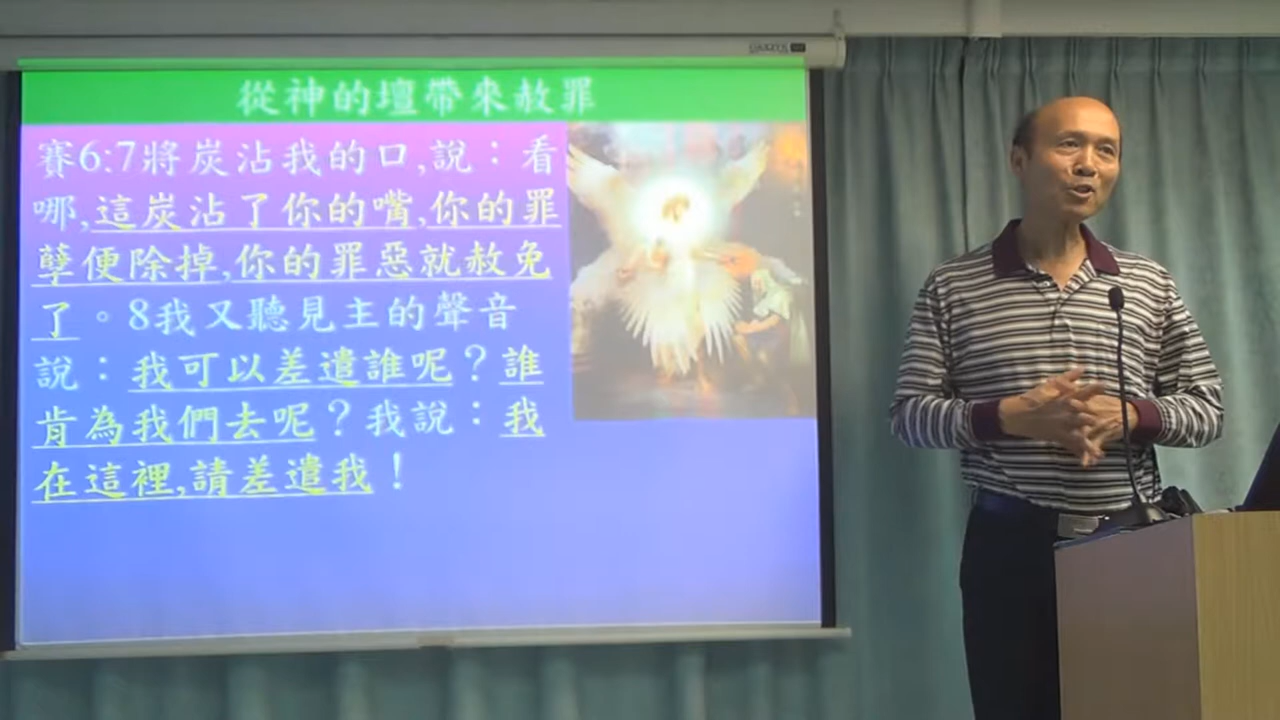 從神的壇帶來赦罪
賽6:7將炭沾我的口,說：看
哪,這炭沾了你的嘴,你的罪
孽便除掉,你的罪惡就赦免
了。8我又聽見主的聲音
說：我可以差遣誰呢？誰
肯為我們去呢？我說：我
在這裡,請差遣我！